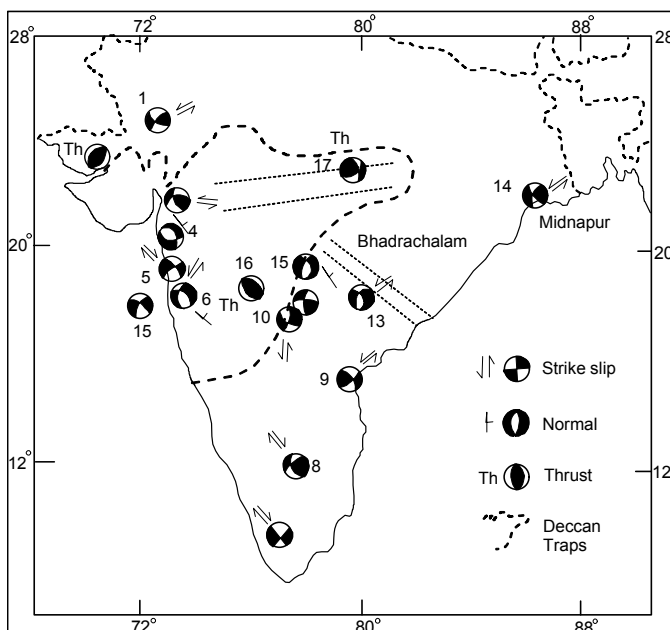 72° 80° 88°
28° 28
1
Th
Th
17
14
4
Midnapur
20° 20
Bhadrachalam
15
5
16
6
Th
15
10
13
9
Strike slip
Normal
8
12° 12
Th Thrust
Deccan
Traps
72° 80° 88°